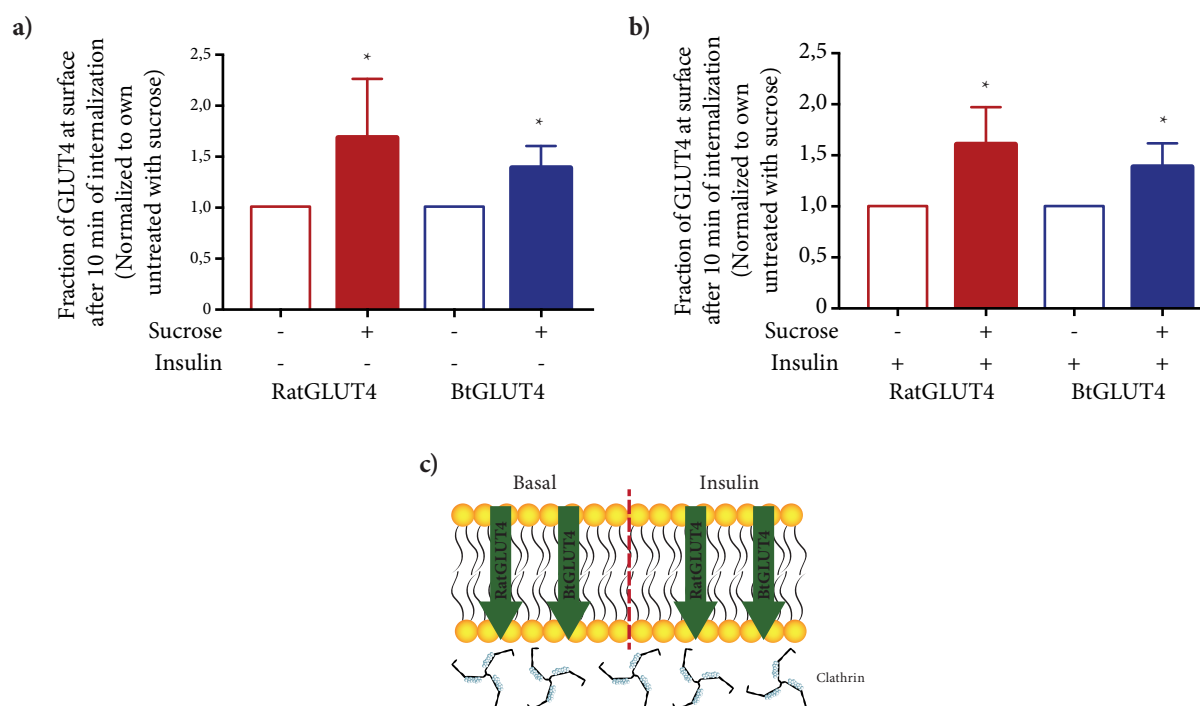 a)
Fraction of GLUT4 at surface
after 10 min of internalization
(Normalized to own
untreated with sucrose)
2,5
2,0
1,5
1,0
0,5
0
*
*
Sucrose - + - +
Insulin - - - -
RatGLUT4 BtGLUT4
b)
Fraction of GLUT4 at surface
after 10 min of internalization
(Normalized to own
untreated with sucrose)
2,5
2,0
1,5
1,0
0,5
0
*
*
Sucrose - + - +
Insulin + + + +
RatGLUT4 BtGLUT4
c)
Basal Insulin
RatGLUT4
BtGLUT4
RatGLUT4
BtGLUT4
Clathrin